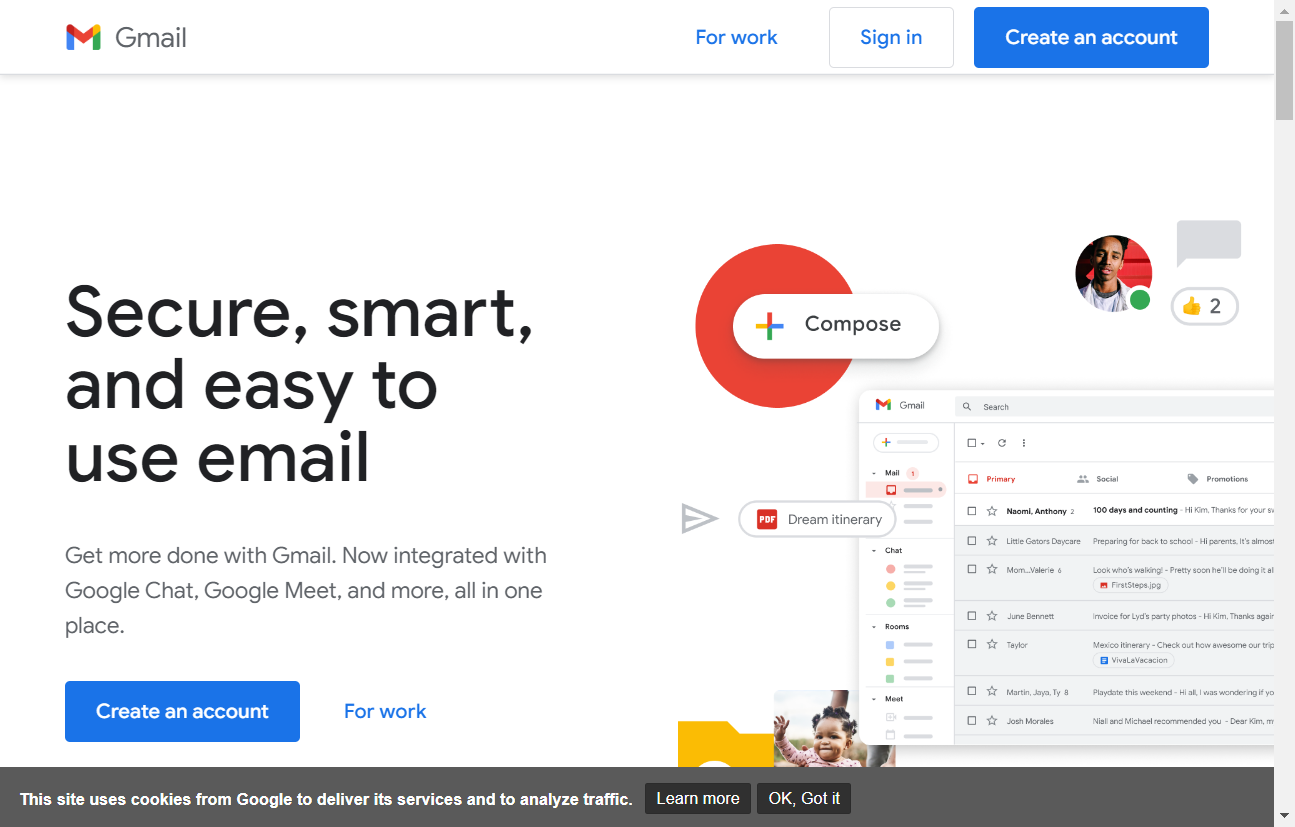 Gmail
For work
Sign in
Create an account
Secure, smart,
and easy to
use email
Get more done with Gmail. Now integrated with
Google Chat, Google Meet, and more, all in one
place.
Create an account
For work
Compose
2
PDF Dream itinerary
Gmail
Search
Mail 1
Chat
Rooms
Meet
Primary
Social
Promotions
Naomi, Anthony 2 100 days and counting - Hi Kim, Thanks for your
Little Gators Daycare Preparing for back to school - Hi parents, It's almost
Mom...Valerie 6 Look who's walking! - Pretty soon he'll be doing it
FirstSteps.jpg
June Bennett Invoice for Lyd's party photos - Hi Kim, Thanks again
Taylor Mexico itinerary - Check out how awesome our trip
VivaLaVacacion
Martin, Jaya, Ty 8 Playdate this weekend - Hi all, I was wondering if yo
Josh Morales Niall and Michael recommended you - Dear Kim,
This site uses cookies from Google to deliver its services and to analyze traffic.
Learn more
OK, Got it